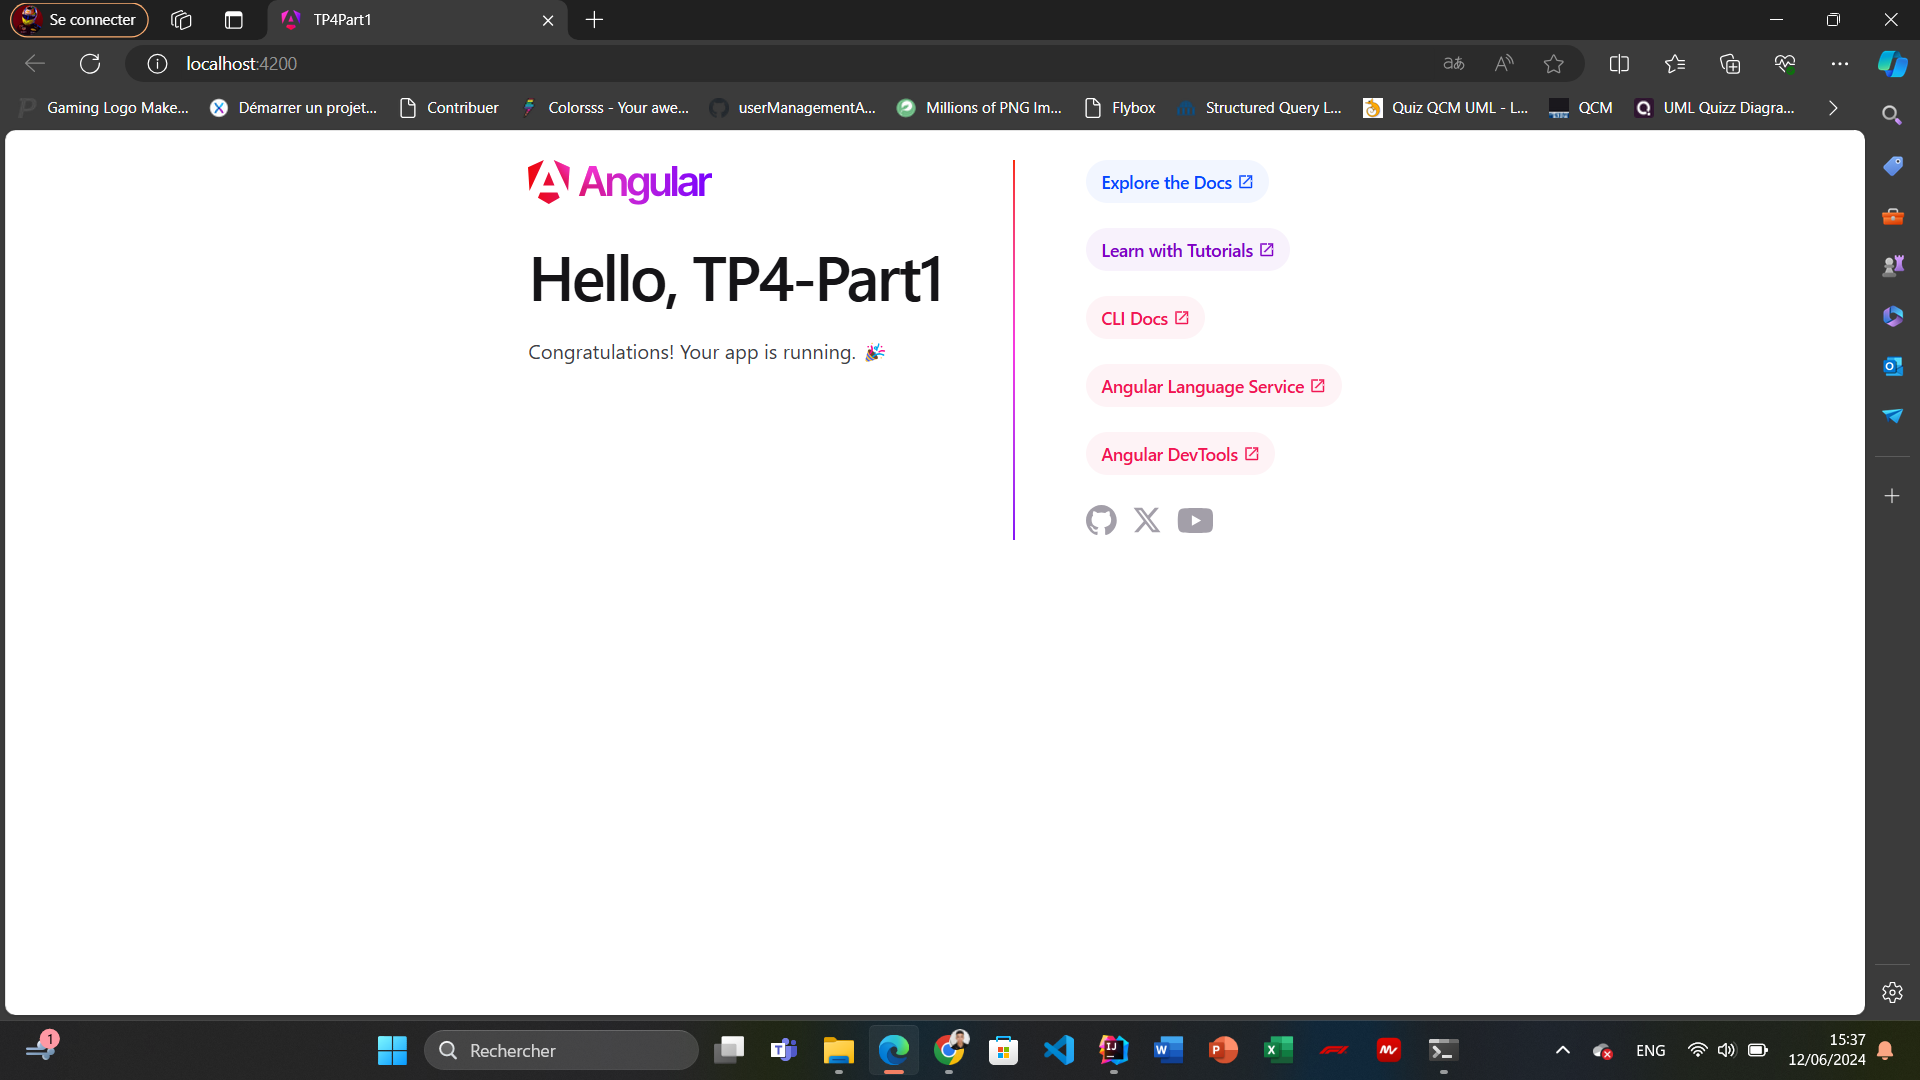 Se connecter
TP4Part1
localhost:4200
Gaming Logo Make...
Démarrer un projet...
Contribuer
Colorsss - Your awe...
userManagementA...
Millions of PNG Im...
Flybox
Structured Query L...
Quiz QCM UML - L...
QCM
UML Quizz Diagra...
Angular
Hello, TP4-Part1
Congratulations! Your app is running. 🎉
Explore the Docs
Learn with Tutorials
CLI Docs
Angular Language Service
Angular DevTools
1
Rechercher
ENG
15:37
12/06/2024